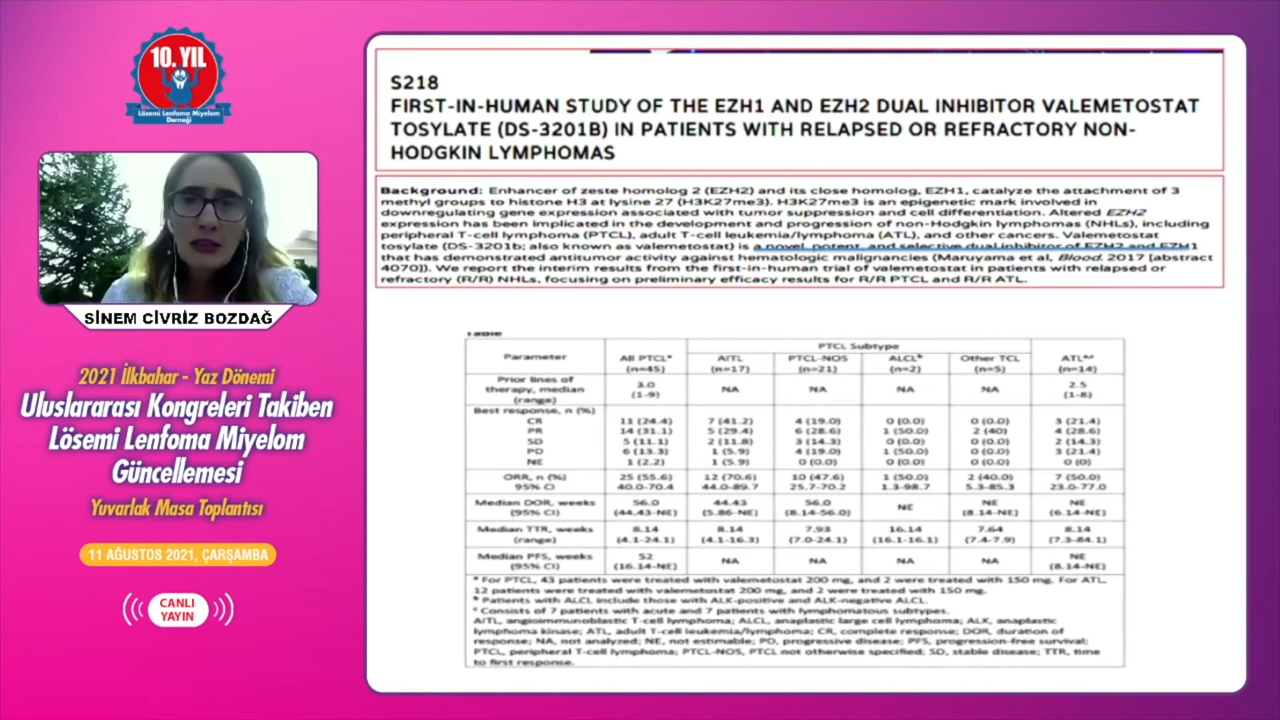 10. YIL
Lösemi Lenfoma Miyelom
Derneği
SİNEM CİVRİZ BOZDAĞ
2021 İlkbahar - Yaz Dönemi
Uluslararası Kongreleri Takiben
Lösemi Lenfoma Miyelom
Güncellemesi
Yuvarlak Masa Toplantısı
11 AĞUSTOS 2021, ÇARŞAMBA
CANLI
YAYIN
S218
FIRST-IN-HUMAN STUDY OF THE EZH1 AND EZH2 DUAL INHIBITOR VALEMETOSTAT
TOSYLATE (DS-3201B) IN PATIENTS WITH RELAPSED OR REFRACTORY NON-
HODGKIN LYMPHOMAS
Background: Enhancer of zeste homolog 2 (EZH2) and its close homolog, EZH1, catalyze the attachment of 3
methyl groups to histone H3 at lysine 27 (H3K27me3). H3K27me3 is an epigenetic mark involved in
downregulating gene expression associated with tumor suppression and cell differentiation. Altered EZH2
expression has been implicated in the development and progression of non-Hodgkin lymphomas (NHLs), including
peripheral T-cell lymphoma (PTCL), adult T-cell leukemia/lymphoma (ATL), and other cancers. Valemetostat
tosylate (DS-3201b; also known as valemetostat) is a novel, potent, and selective dual inhibitor of EZH2 and EZH1
that has demonstrated antitumor activity against hematologic malignancies (Maruyama et al, Blood. 2017 [abstract
4070]). We report the interim results from the first-in-human trial of valemetostat in patients with relapsed or
refractory (R/R) NHLs, focusing on preliminary efficacy results for R/R PTCL and R/R ATL.
Table
PTCL Subtype
Parameter All PTCLᵃ (n=45) AITL (n=17) PTCL-NOS (n=21) ALCLᵇ (n=2) Other TCL (n=5) (n=14)
Prior lines of therapy, median (range) 3.0 (1-9) NA NA NA NA 2.5 (1-8)
Best response, n (%)
CR 11 (24.4) 7 (41.2) 4 (19.0) 0 (0.0) 0 (0.0) 3 (21.4)
PR 14 (31.1) 5 (29.4) 6 (28.6) 1 (50.0) 2 (40) 4 (28.6)
SD 5 (11.1) 2 (11.8) 3 (14.3) 0 (0.0) 0 (0.0) 2 (14.3)
PD 6 (13.3) 1 (5.9) 4 (19.0) 1 (50.0) 0 (0.0) 3 (21.4)
NE 1 (2.2) 1 (5.9) 0 (0.0) 0 (0.0) 0 (0.0) 0 (0)
ORR, n (%) 25 (55.6) 12 (70.6) 10 (47.6) 1 (50.0) 2 (40.0) 7 (50.0)
95% CI 40.0-70.4 44.0-89.7 25.7-70.2 1.3-98.7 5.3-85.3 23.0-77.0
Median DOR, weeks (95% CI) 56.0 (44.43-NE) 44.43 (5.86-NE) 56.0 (8.14-56.0) NE NE (8.14-NE) NE (6.14-NE)
Median TTR, weeks (range) 8.14 (4.1-24.1) 8.14 (4.1-16.3) 7.93 (7.0-24.1) 16.14 (16.1-16.1) 7.64 (7.4-7.9) 8.14 (7.3-84.1)
Median PFS, weeks (95% CI) 52 (16.14-NE) NA NA NA NA NE (8.14-NE)
ᵃ For PTCL, 43 patients were treated with valemetostat 200 mg, and 2 were treated with 150 mg. For ATL,
12 patients were treated with valemetostat 200 mg, and 2 were treated with 150 mg.
ᵇ Patients with ALCL include those with ALK-positive and ALK-negative ALCL.
ᶜ Consists of 7 patients with acute and 7 patients with lymphomatous subtypes.
AITL, angioimmunoblastic T-cell lymphoma; ALCL, anaplastic large cell lymphoma; ALK, anaplastic
lymphoma kinase; ATL, adult T-cell leukemia/lymphoma; CR, complete response; DOR, duration of
response; NA, not analyzed; NE, not estimable; PD, progressive disease; PFS, progression-free survival;
PTCL, peripheral T-cell lymphoma; PTCL-NOS, PTCL not otherwise specified; SD, stable disease; TTR, time
to first response.